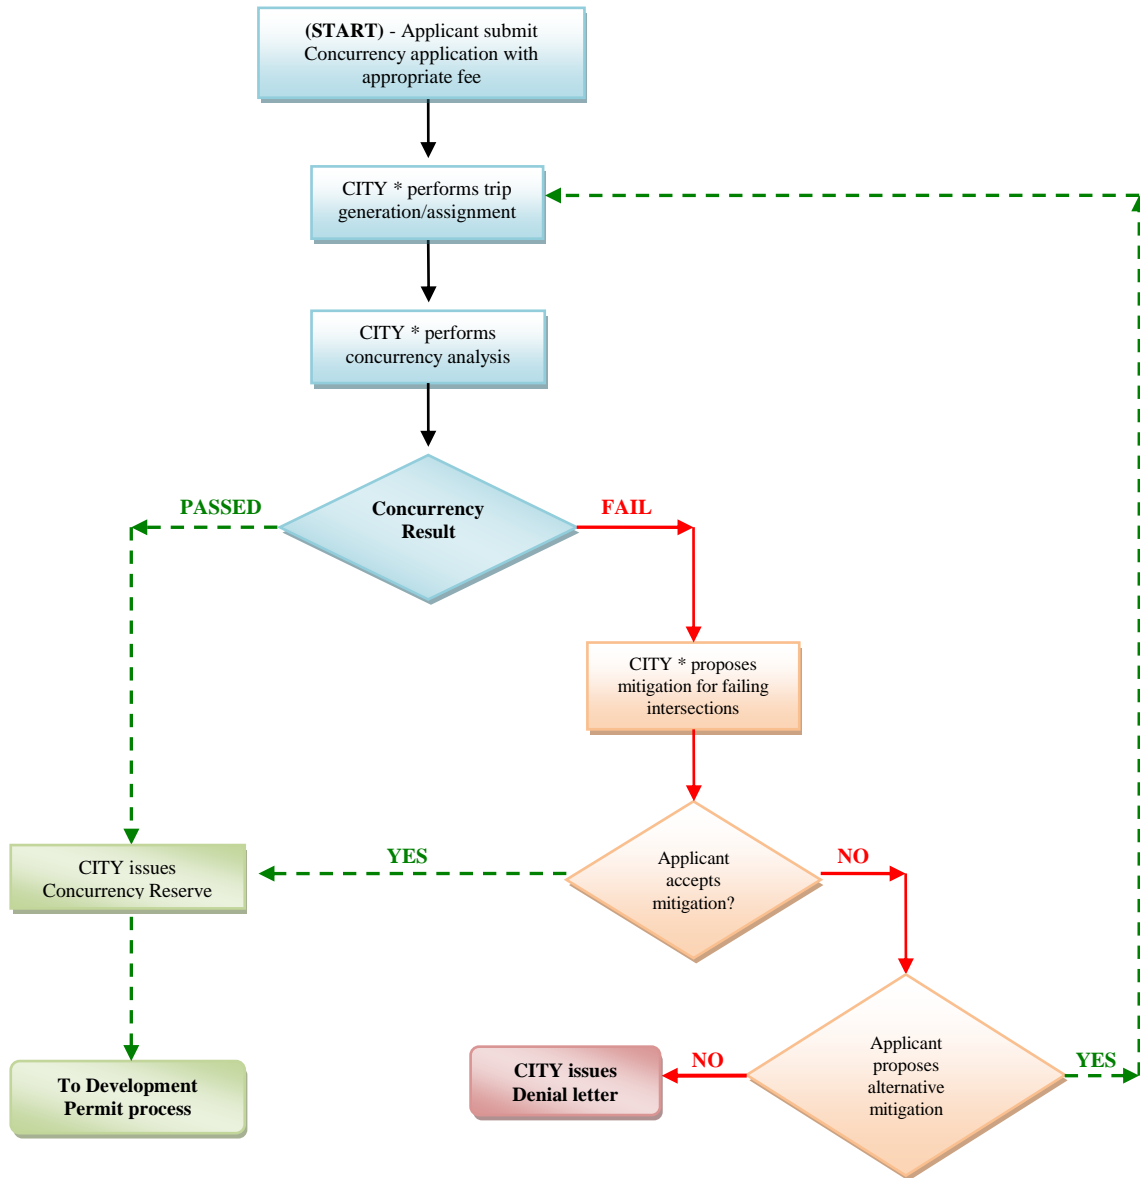 (START) - Applicant submit
Concurrency application with
appropriate fee
CITY * performs trip
generation/assignment
CITY * performs
concurrency analysis
Concurrency
Result
PASSED
FAIL
CITY * proposes
mitigation for failing
intersections
Applicant
accepts
mitigation?
YES
NO
CITY issues
Concurrency Reserve
Applicant
proposes
alternative
mitigation
NO
YES
CITY issues
Denial letter
To Development
Permit process